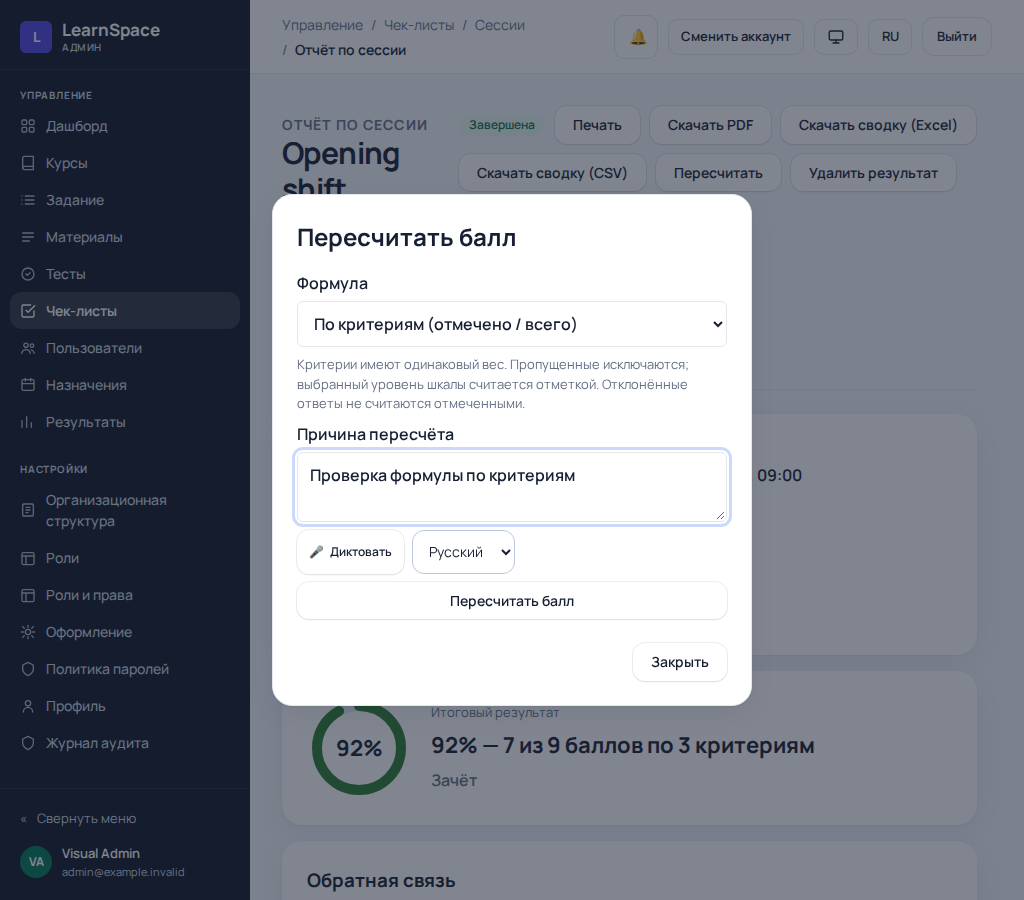 L
LearnSpace
АДМИН
УПРАВЛЕНИЕ
Дашборд
Курсы
Задание
Материалы
Тесты
Чек-листы
Пользователи
Назначения
Результаты
НАСТРОЙКИ
Организационная
структура
Роли
Роли и права
Оформление
Политика паролей
Профиль
Журнал аудита
« Свернуть меню
VA
Visual Admin
admin@example.invalid
Управление / Чек-листы / Сессии
/ Отчёт по сессии
Сменить аккаунт
RU
Выйти
ОТЧЁТ ПО СЕССИИ
Opening
shift
Завершена
Печать
Скачать PDF
Скачать сводку (Excel)
Скачать сводку (CSV)
Пересчитать
Удалить результат
Пересчитать балл
Формула
По критериям (отмечено / всего)
Критерии имеют одинаковый вес. Пропущенные исключаются;
выбранный уровень шкалы считается отметкой. Отклонённые
ответы не считаются отмеченными.
Причина пересчёта
Проверка формулы по критериям
Диктовать
Русский
Пересчитать балл
Закрыть
09:00
92%
Итоговый результат
92% — 7 из 9 баллов по 3 критериям
Зачёт
Обратная связь